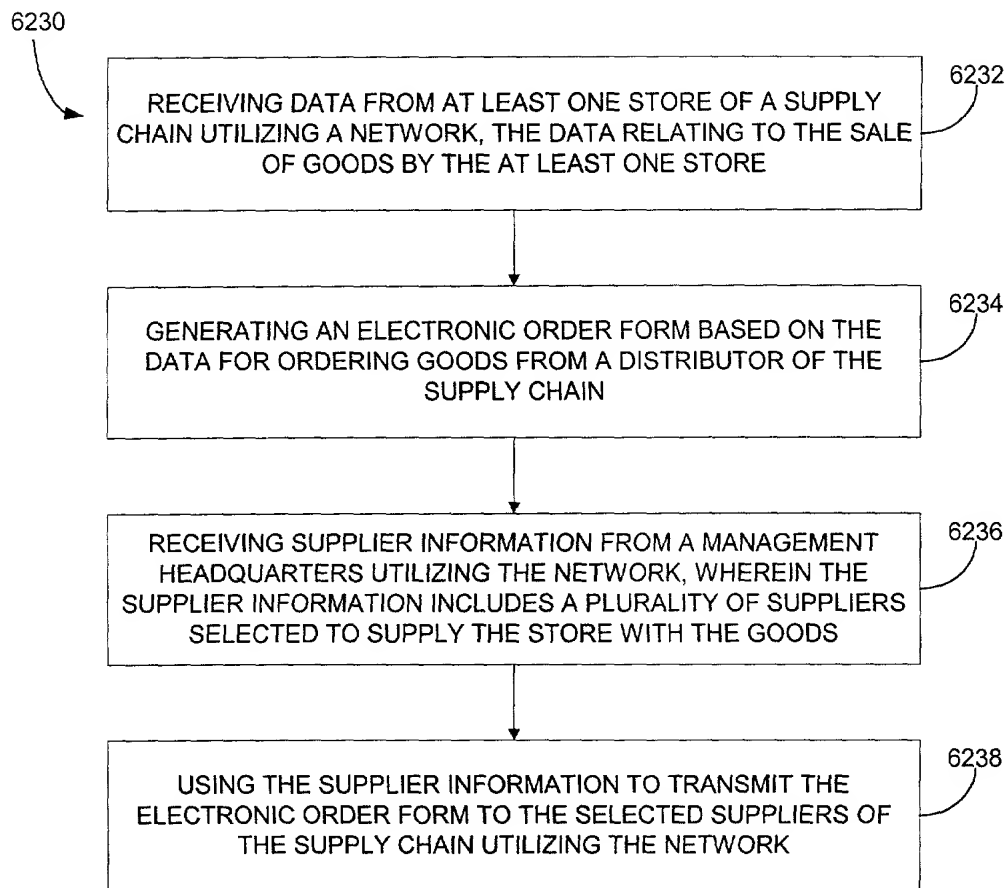 6230
RECEIVING DATA FROM AT LEAST ONE STORE OF A SUPPLY
CHAIN UTILIZING A NETWORK, THE DATA RELATING TO THE SALE
OF GOODS BY THE AT LEAST ONE STORE
6232
GENERATING AN ELECTRONIC ORDER FORM BASED ON THE
DATA FOR ORDERING GOODS FROM A DISTRIBUTOR OF THE
SUPPLY CHAIN
6234
RECEIVING SUPPLIER INFORMATION FROM A MANAGEMENT
HEADQUARTERS UTILIZING THE NETWORK, WHEREIN THE
SUPPLIER INFORMATION INCLUDES A PLURALITY OF SUPPLIERS
SELECTED TO SUPPLY THE STORE WITH THE GOODS
6236
USING THE SUPPLIER INFORMATION TO TRANSMIT THE
ELECTRONIC ORDER FORM TO THE SELECTED SUPPLIERS OF
THE SUPPLY CHAIN UTILIZING THE NETWORK
6238